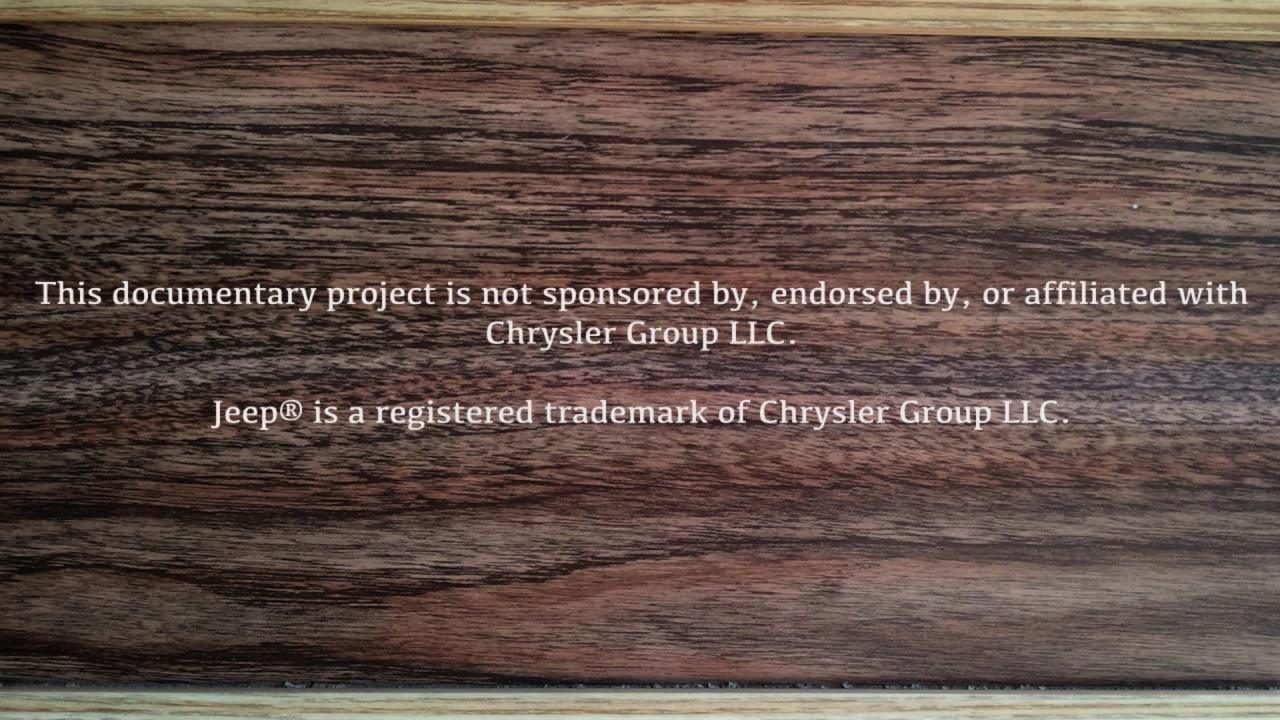 This documentary project is not sponsored by, endorsed by, or affiliated with
Chrysler Group LLC.
Jeep® is a registered trademark of Chrysler Group LLC.